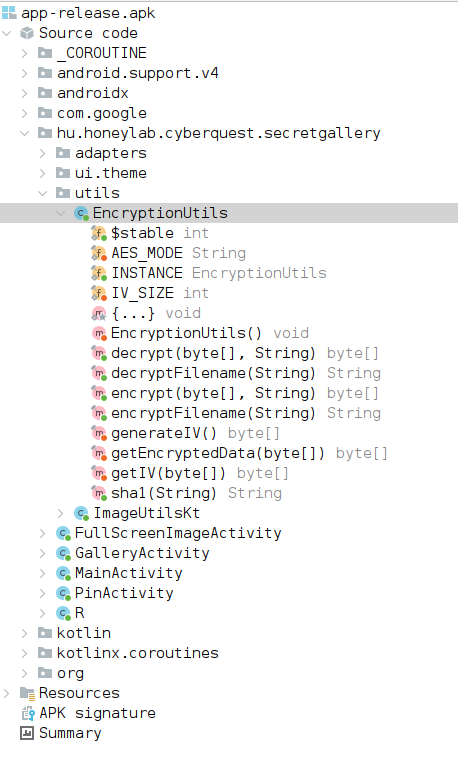 app-release.apk
Source code
_COROUTINE
android.support.v4
androidx
com.google
hu.honeylab.cyberquest.secretgallery
adapters
ui.theme
utils
EncryptionUtils
$stable int
AES_MODE String
INSTANCE EncryptionUtils
IV_SIZE int
{...} void
EncryptionUtils() void
decrypt(byte[], String) byte[]
decryptFilename(String) String
encrypt(byte[], String) byte[]
encryptFilename(String) String
generateIV() byte[]
getEncryptedData(byte[]) byte[]
getIV(byte[]) byte[]
sha1(String) String
ImageUtilsKt
FullScreenImageActivity
GalleryActivity
MainActivity
PinActivity
R
kotlin
kotlinx.coroutines
org
Resources
APK signature
Summary